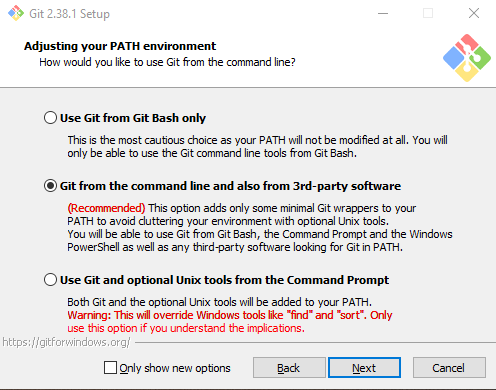 Git 2.38.1 Setup
Adjusting your PATH environment
How would you like to use Git from the command line?
Use Git from Git Bash only
This is the most cautious choice as your PATH will not be modified at all. You will
only be able to use the Git command line tools from Git Bash.
Git from the command line and also from 3rd-party software
(Recommended) This option adds only some minimal Git wrappers to your
PATH to avoid cluttering your environment with optional Unix tools.
You will be able to use Git from Git Bash, the Command Prompt and the Windows
PowerShell as well as any third-party software looking for Git in PATH.
Use Git and optional Unix tools from the Command Prompt
Both Git and the optional Unix tools will be added to your PATH.
Warning: This will override Windows tools like "find" and "sort". Only
use this option if you understand the implications.
https://gitforwindows.org/
Only show new options
Back
Next
Cancel